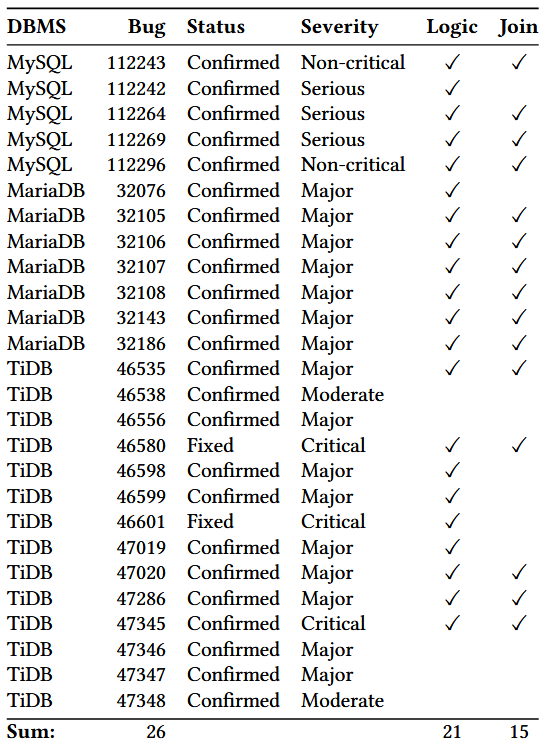 DBMS Bug Status Severity Logic Join
MySQL 112243 Confirmed Non-critical ✓ ✓
MySQL 112242 Confirmed Serious ✓
MySQL 112264 Confirmed Serious ✓ ✓
MySQL 112269 Confirmed Serious ✓ ✓
MySQL 112296 Confirmed Non-critical ✓ ✓
MariaDB 32076 Confirmed Major ✓
MariaDB 32105 Confirmed Major ✓ ✓
MariaDB 32106 Confirmed Major ✓ ✓
MariaDB 32107 Confirmed Major ✓ ✓
MariaDB 32108 Confirmed Major ✓ ✓
MariaDB 32143 Confirmed Major ✓ ✓
MariaDB 32186 Confirmed Major ✓ ✓
TiDB 46535 Confirmed Major ✓ ✓
TiDB 46538 Confirmed Moderate
TiDB 46556 Confirmed Major
TiDB 46580 Fixed Critical ✓ ✓
TiDB 46598 Confirmed Major ✓
TiDB 46599 Confirmed Major ✓
TiDB 46601 Fixed Critical ✓
TiDB 47019 Confirmed Major ✓
TiDB 47020 Confirmed Major ✓ ✓
TiDB 47286 Confirmed Major ✓ ✓
TiDB 47345 Confirmed Critical ✓ ✓
TiDB 47346 Confirmed Major
TiDB 47347 Confirmed Major
TiDB 47348 Confirmed Moderate
Sum: 26 21 15